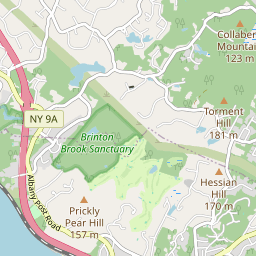 Collabe
Mountai
123 m
NY 9A
Torment
Hill
181 m
Brinton
Brook Sanctuary
Albany Post Road
Hessian
Hill
170 m
Prickly
Pear Hill
157 m